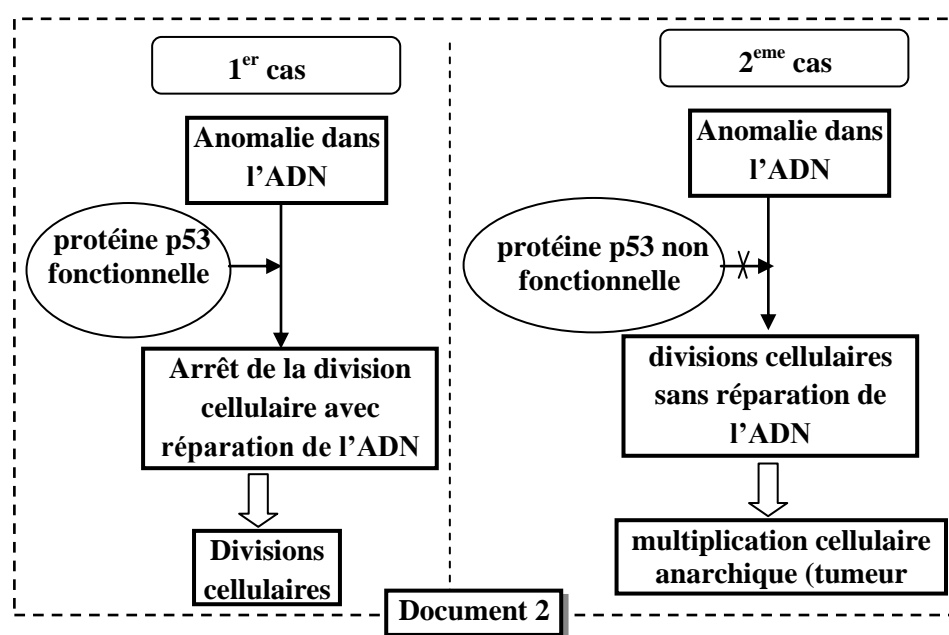 1er cas
Anomalie dans
l'ADN
protéine p53
fonctionnelle
Arrêt de la division
cellulaire avec
réparation de l'ADN
Divisions
cellulaires
2eme cas
Anomalie dans
l'ADN
protéine p53 non
fonctionnelle
divisions cellulaires
sans réparation de
l'ADN
multiplication cellulaire
anarchique (tumeur
Document 2